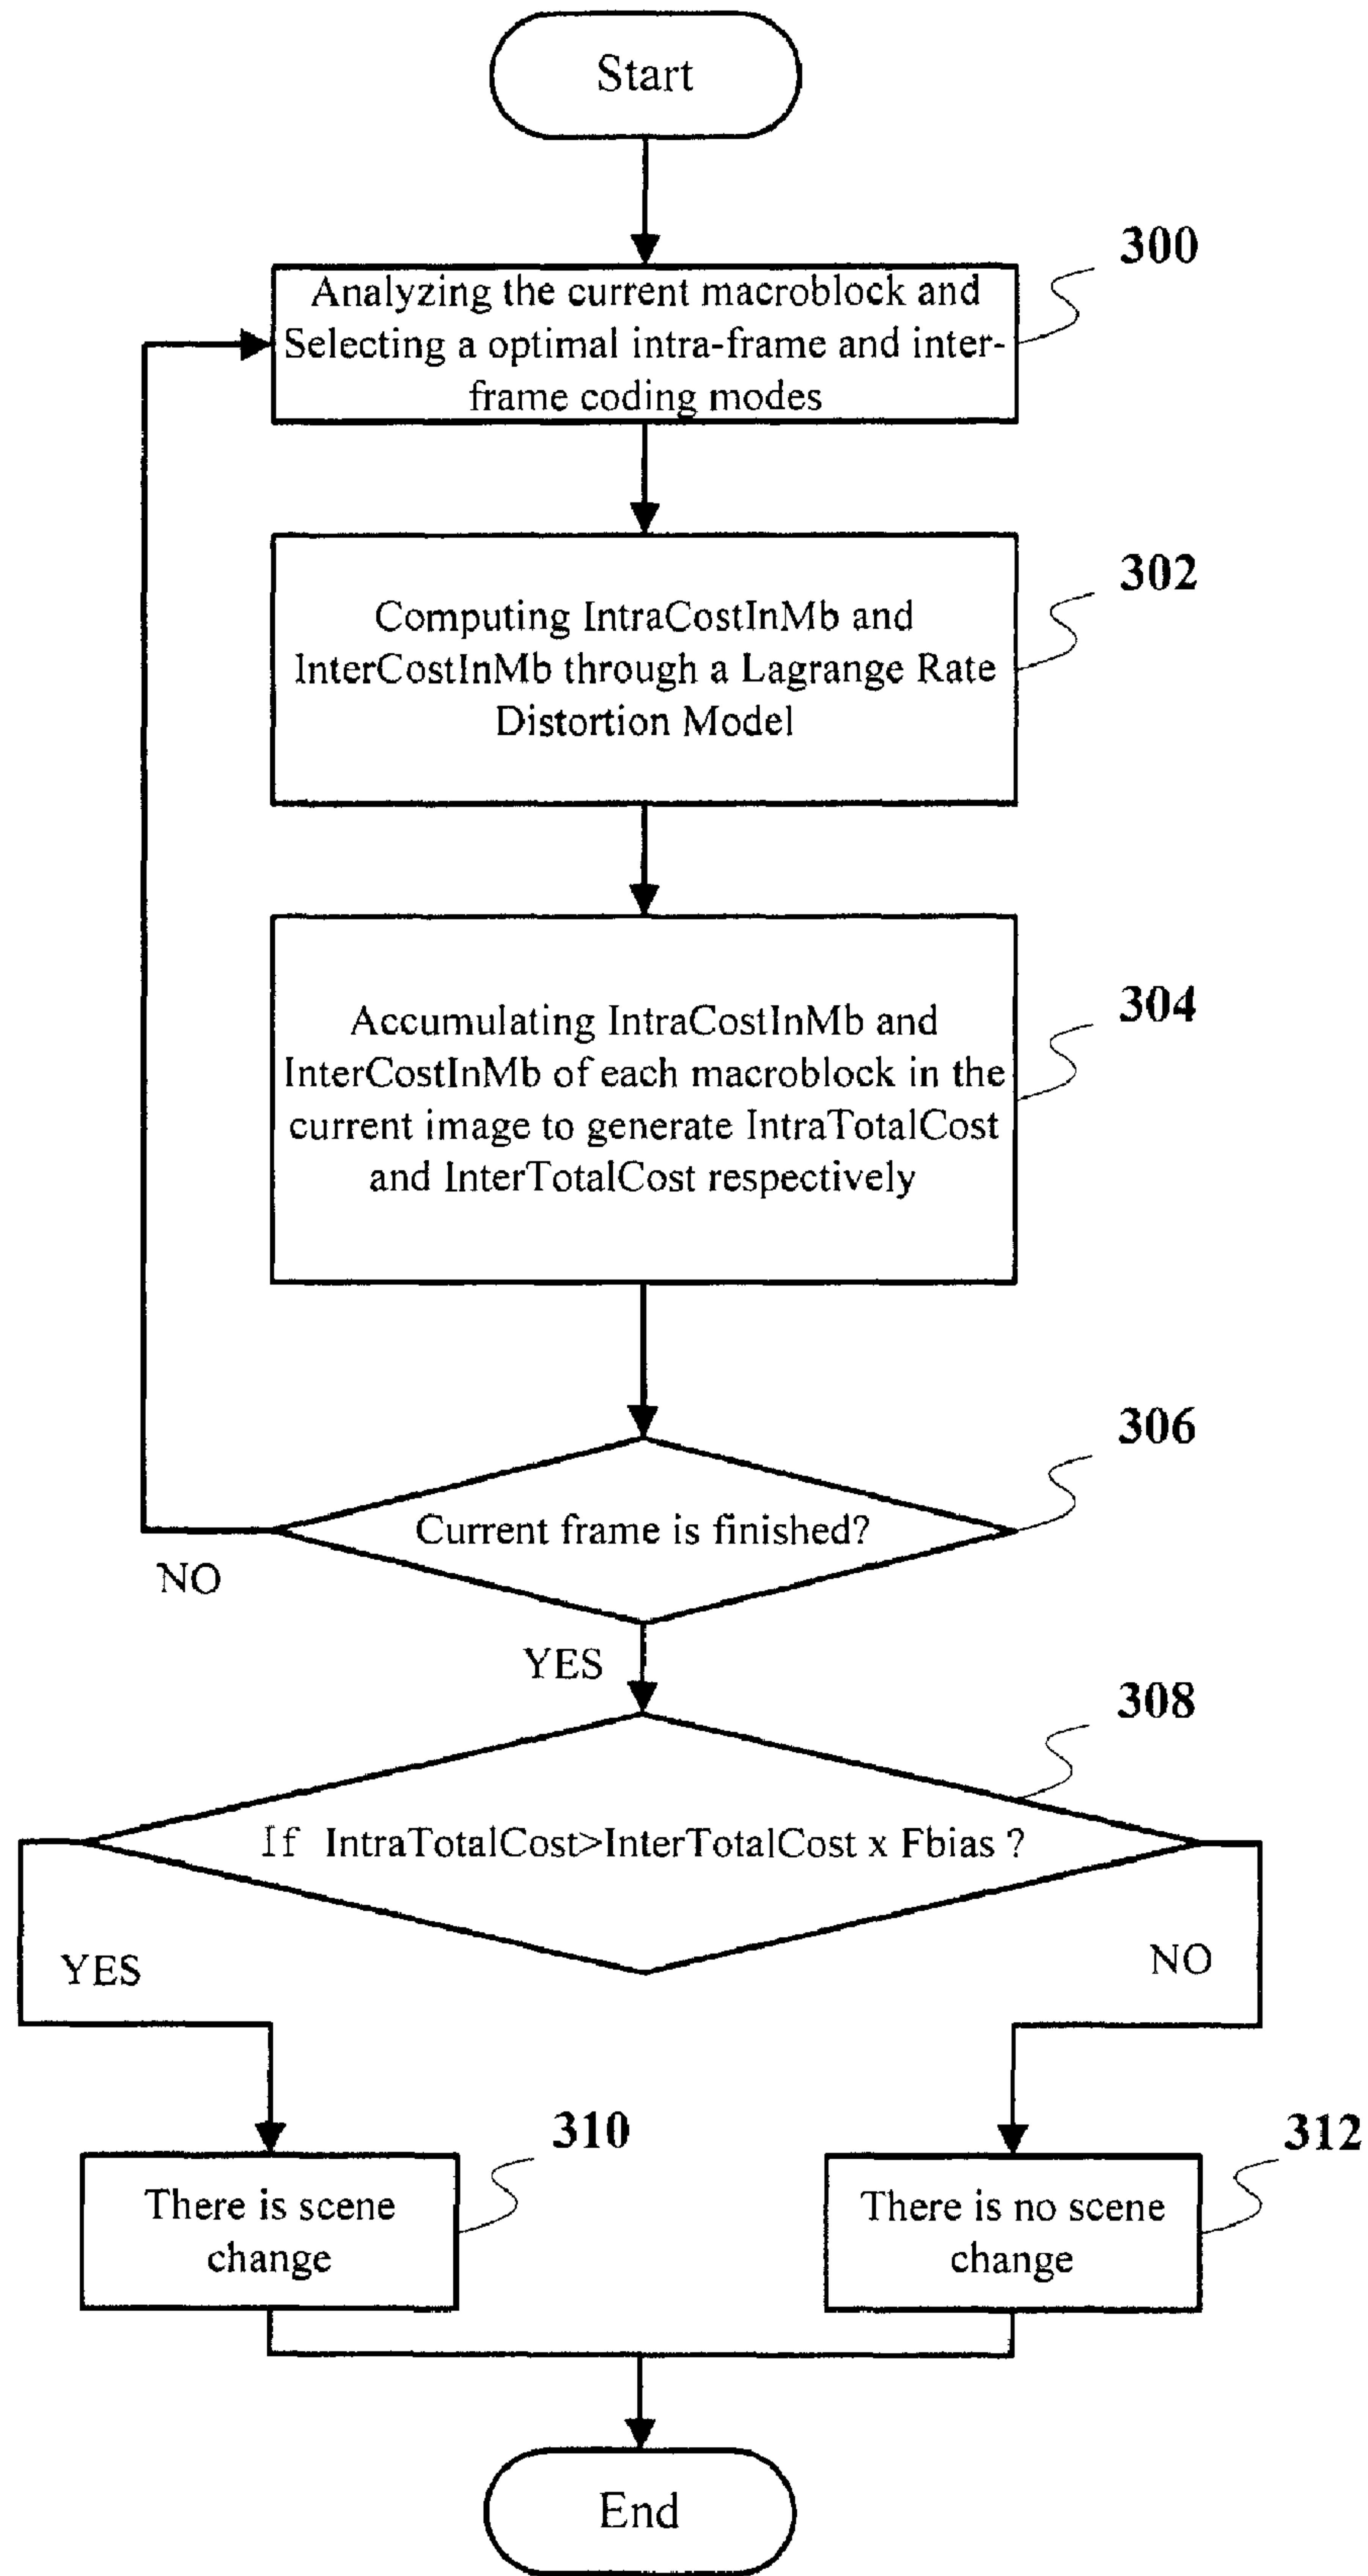 Start
300
Analyzing the current macroblock and
Selecting a optimal intra-frame and inter-
frame coding modes
302
Computing IntraCostInMb and
InterCostInMb through a Lagrange Rate
Distortion Model
304
Accumulating IntraCostInMb and
InterCostInMb of each macroblock in the
current image to generate IntraTotalCost
and InterTotalCost respectively
306
Current frame is finished?
NO
YES
308
If IntraTotalCost>InterTotalCost x Fbias ?
YES
NO
310
312
There is scene
change
There is no scene
change
End